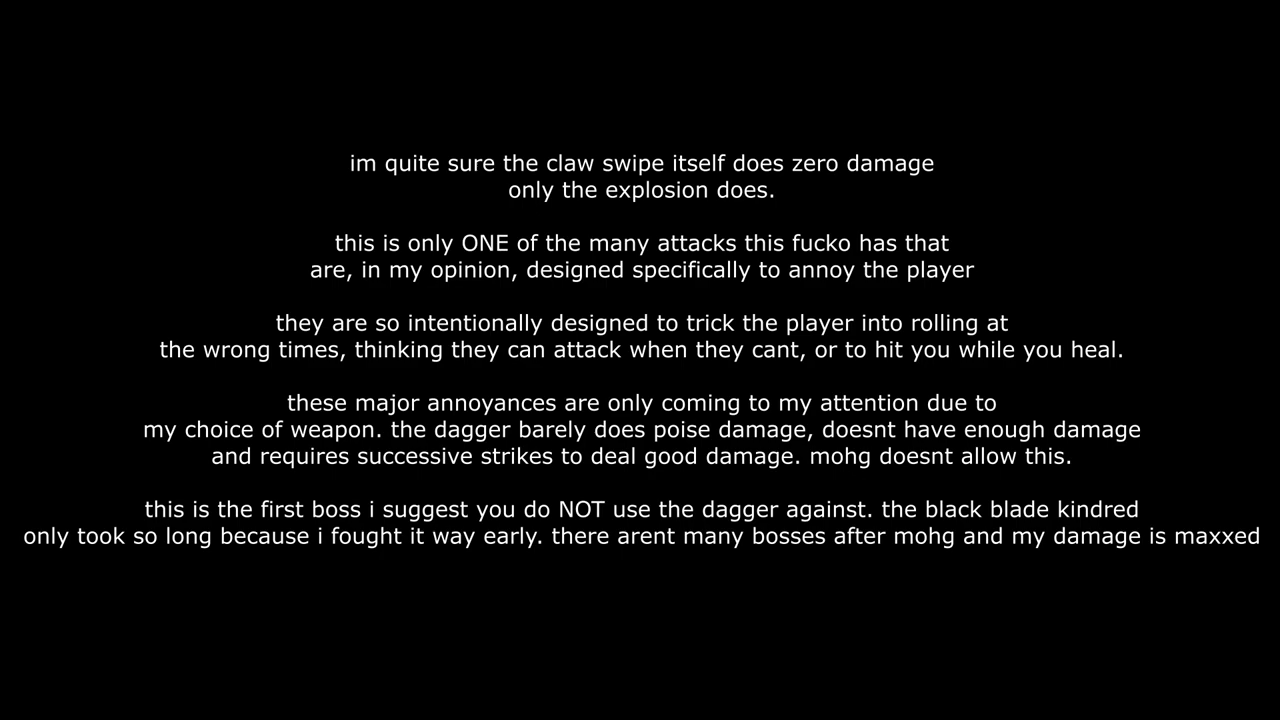 im quite sure the claw swipe itself does zero damage
only the explosion does.
this is only ONE of the many attacks this fucko has that
are, in my opinion, designed specifically to annoy the player
they are so intentionally designed to trick the player into rolling at
the wrong times, thinking they can attack when they cant, or to hit you while you heal.
these major annoyances are only coming to my attention due to
my choice of weapon. the dagger barely does poise damage, doesnt have enough damage
and requires successive strikes to deal good damage. mohg doesnt allow this.
this is the first boss i suggest you do NOT use the dagger against. the black blade kindred
only took so long because i fought it way early. there arent many bosses after mohg and my damage is maxxed